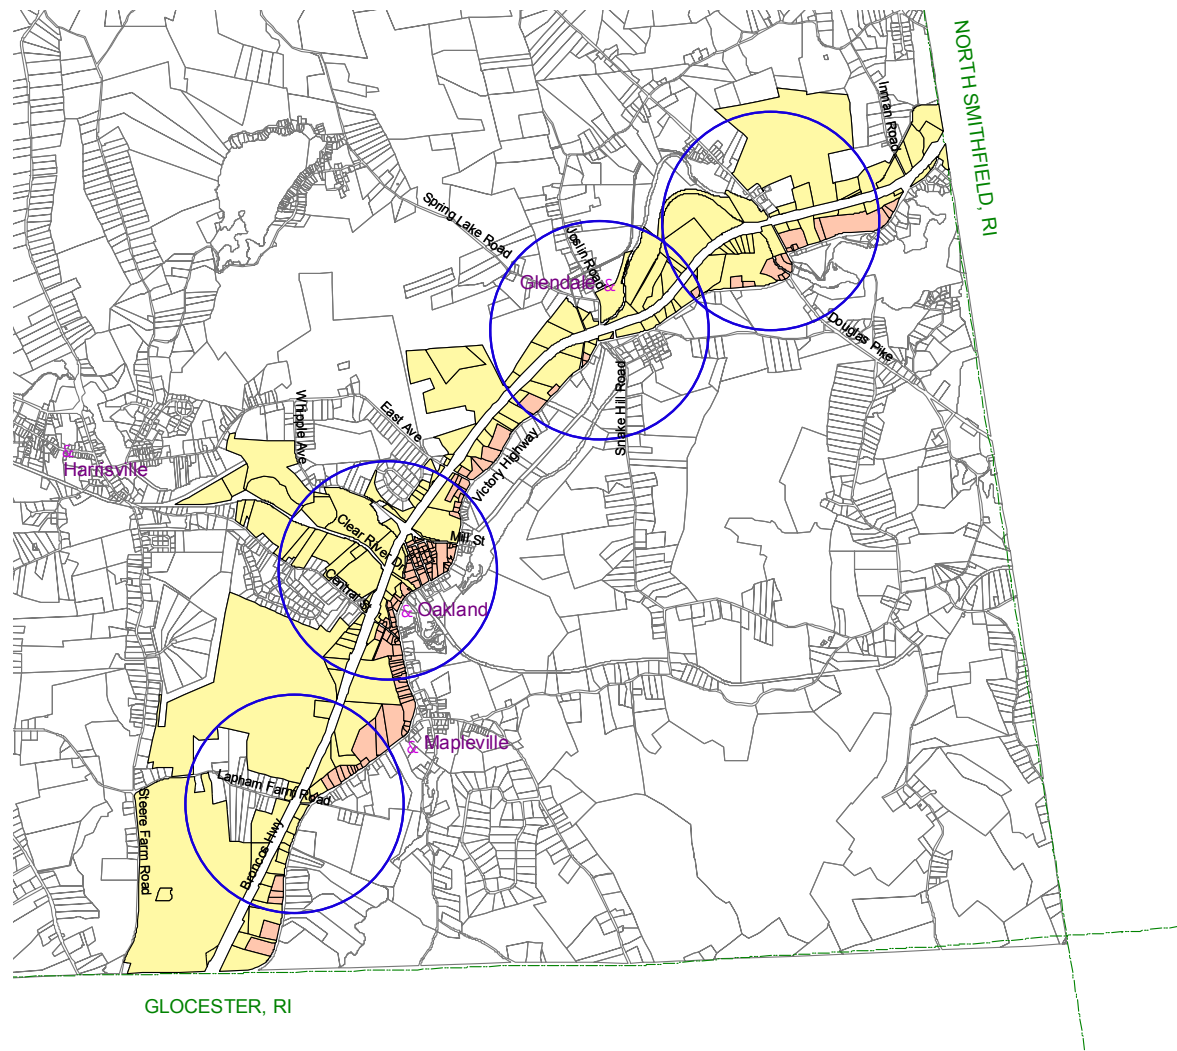 NORTH SMITHFIELD, RI
Inman Road
Spring Lake Road
Joslin Road
Glendale
Douglas Pike
Snake Hill Road
Whipple Ave
East Ave
Victory Highway
Harrisville
Clear River Dr
Mill St
Central St
Oakland
Mapleville
Lapham Farm Road
Steere Farm Road
Broncos Hwy
GLOCESTER, RI